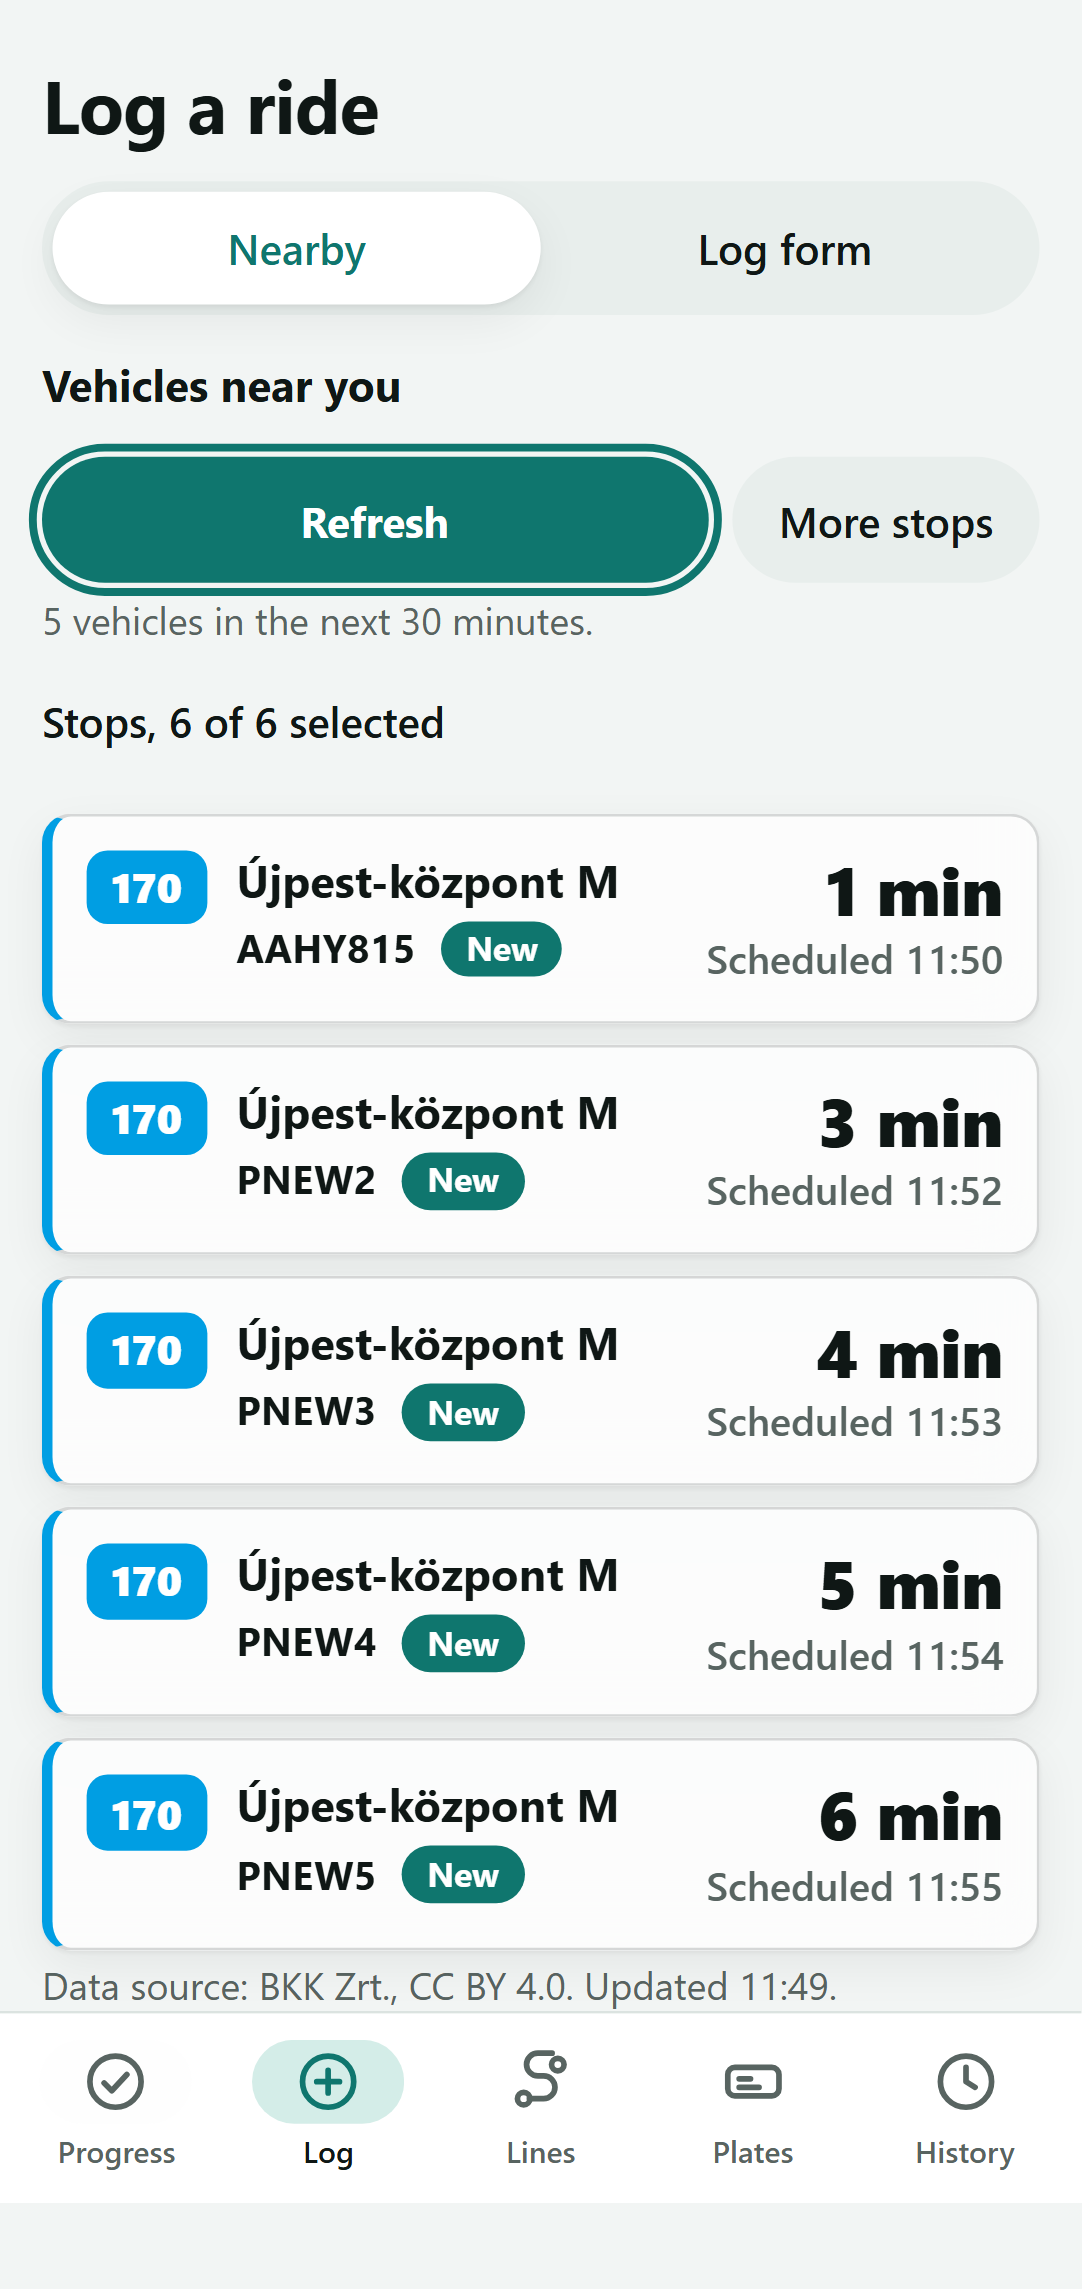 Log a ride
Nearby
Log form
Vehicles near you
Refresh
More stops
5 vehicles in the next 30 minutes.
Stops, 6 of 6 selected
170
Újpest-központ M
1 min
AAHY815
New
Scheduled 11:50
170
Újpest-központ M
3 min
PNEW2
New
Scheduled 11:52
170
Újpest-központ M
4 min
PNEW3
New
Scheduled 11:53
170
Újpest-központ M
5 min
PNEW4
New
Scheduled 11:54
170
Újpest-központ M
6 min
PNEW5
New
Scheduled 11:55
Data source: BKK Zrt., CC BY 4.0. Updated 11:49.
Progress
Log
Lines
Plates
History